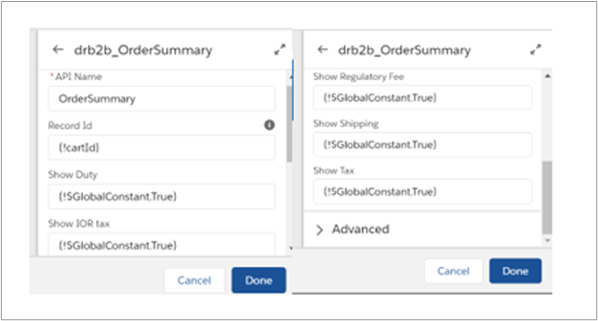 ← drb2b_OrderSummary
* API Name
OrderSummary
Record Id
{!cartId}
Show Duty
{!$GlobalConstant.True}
Show IOR tax
{!$GlobalConstant.True}
Cancel Done
← drb2b_OrderSummary
Show Regulatory Fee
{!$GlobalConstant.True}
Show Shipping
{!$GlobalConstant.True}
Show Tax
{!$GlobalConstant.True}
> Advanced
Cancel Done